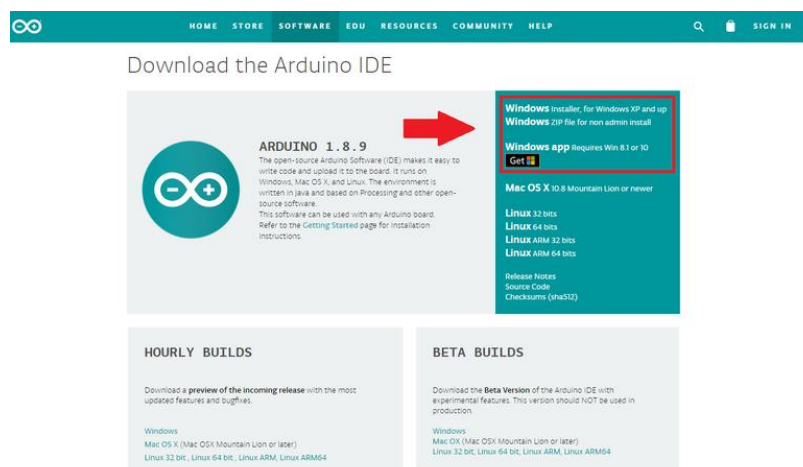 HOME STORE SOFTWARE EDU RESOURCES COMMUNITY HELP SIGN IN
Download the Arduino IDE
ARDUINO 1.8.9
The open-source Arduino Software (IDE) makes it easy to
write code and upload it to the board. It runs on
Windows, Mac OS X, and Linux. The environment is
written in Java and based on Processing and other open-
source software.
This software can be used with any Arduino board.
Refer to the Getting Started page for Installation
instructions.
Windows Installer, for Windows XP and up
Windows ZIP file for non admin install
Windows app Requires Win 8.1 or 10
Get
Mac OS X 10.8 Mountain Lion or newer
Linux 32 bits
Linux 64 bits
Linux ARM 32 bits
Linux ARM 64 bits
Release Notes
Source Code
Checksums (sha512)
HOURLY BUILDS
Download a preview of the incoming release with the most
updated features and bugfixes.
Windows
Mac OS X (Mac OSX Mountain Lion or later)
Linux 32 bit , Linux 64 bit , Linux ARM, Linux ARM64
BETA BUILDS
Download the Beta Version of the Arduino IDE with
experimental features. This version should NOT be used in
production.
Windows
Mac OX (Mac OSX Mountain Lion or later)
Linux 32 bit, Linux 64 bit, Linux ARM, Linux ARM64